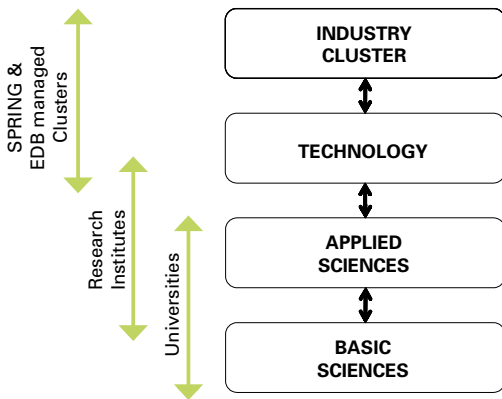 SPRING &
EDB managed
Clusters
Research
Institutes
Universities
INDUSTRY
CLUSTER
TECHNOLOGY
APPLIED
SCIENCES
BASIC
SCIENCES